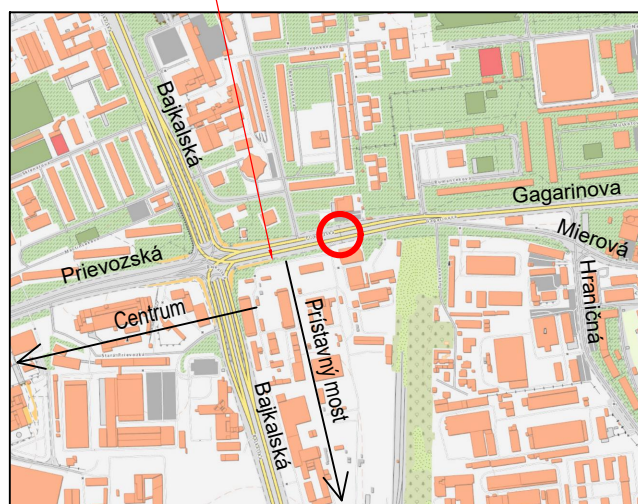 Bajkalská
Gagarinova
Mierová
Prievozská
Hraničná
Centrum
Prístavný most
Bajkalská